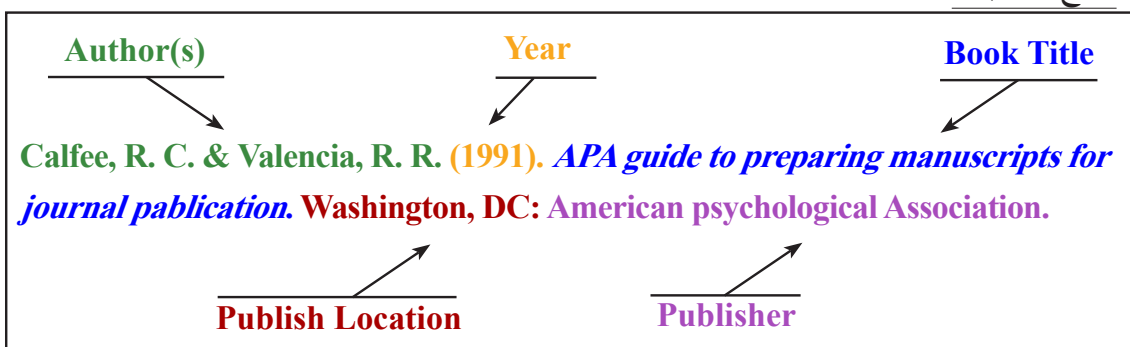 Author(s) Year Book Title
Calfee, R. C. & Valencia, R. R. (1991). APA guide to preparing manuscripts for
journal pablication. Washington, DC: American psychological Association.
Publish Location Publisher